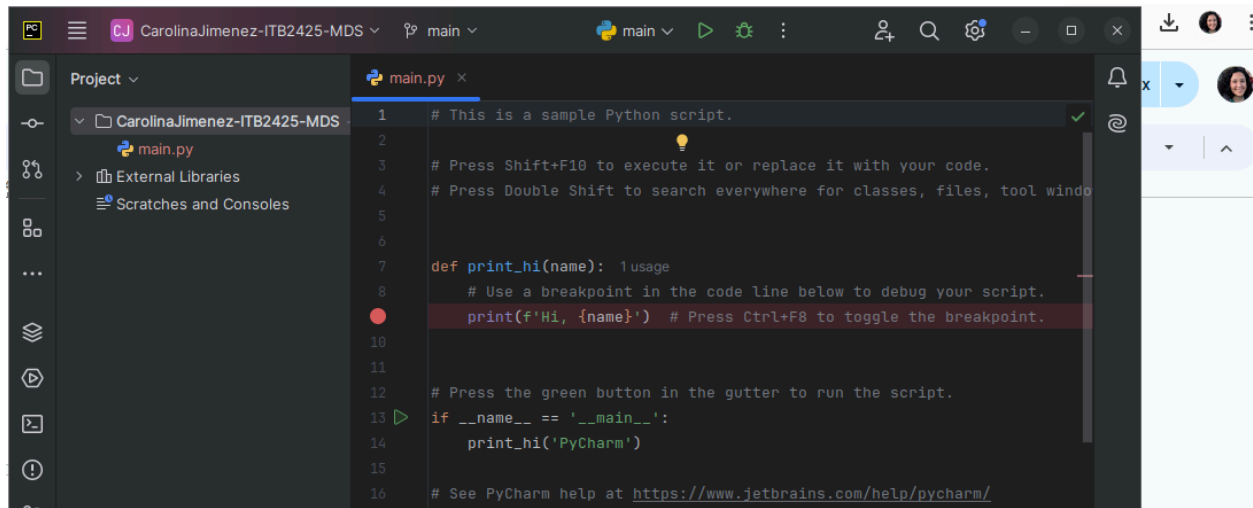 PC
CJ CarolinaJimenez-ITB2425-MDS main main
Project
main.py
CarolinaJimenez-ITB2425-MDS
main.py
External Libraries
Scratches and Consoles
1 # This is a sample Python script.
2
3 # Press Shift+F10 to execute it or replace it with your code.
4 # Press Double Shift to search everywhere for classes, files, tool windo
5
6
7 def print_hi(name): 1 usage
8 # Use a breakpoint in the code line below to debug your script.
print(f'Hi, {name}') # Press Ctrl+F8 to toggle the breakpoint.
10
11
12 # Press the green button in the gutter to run the script.
13 if __name__ == '__main__':
14 print_hi('PyCharm')
15
16 # See PyCharm help at https://www.jetbrains.com/help/pycharm/
x